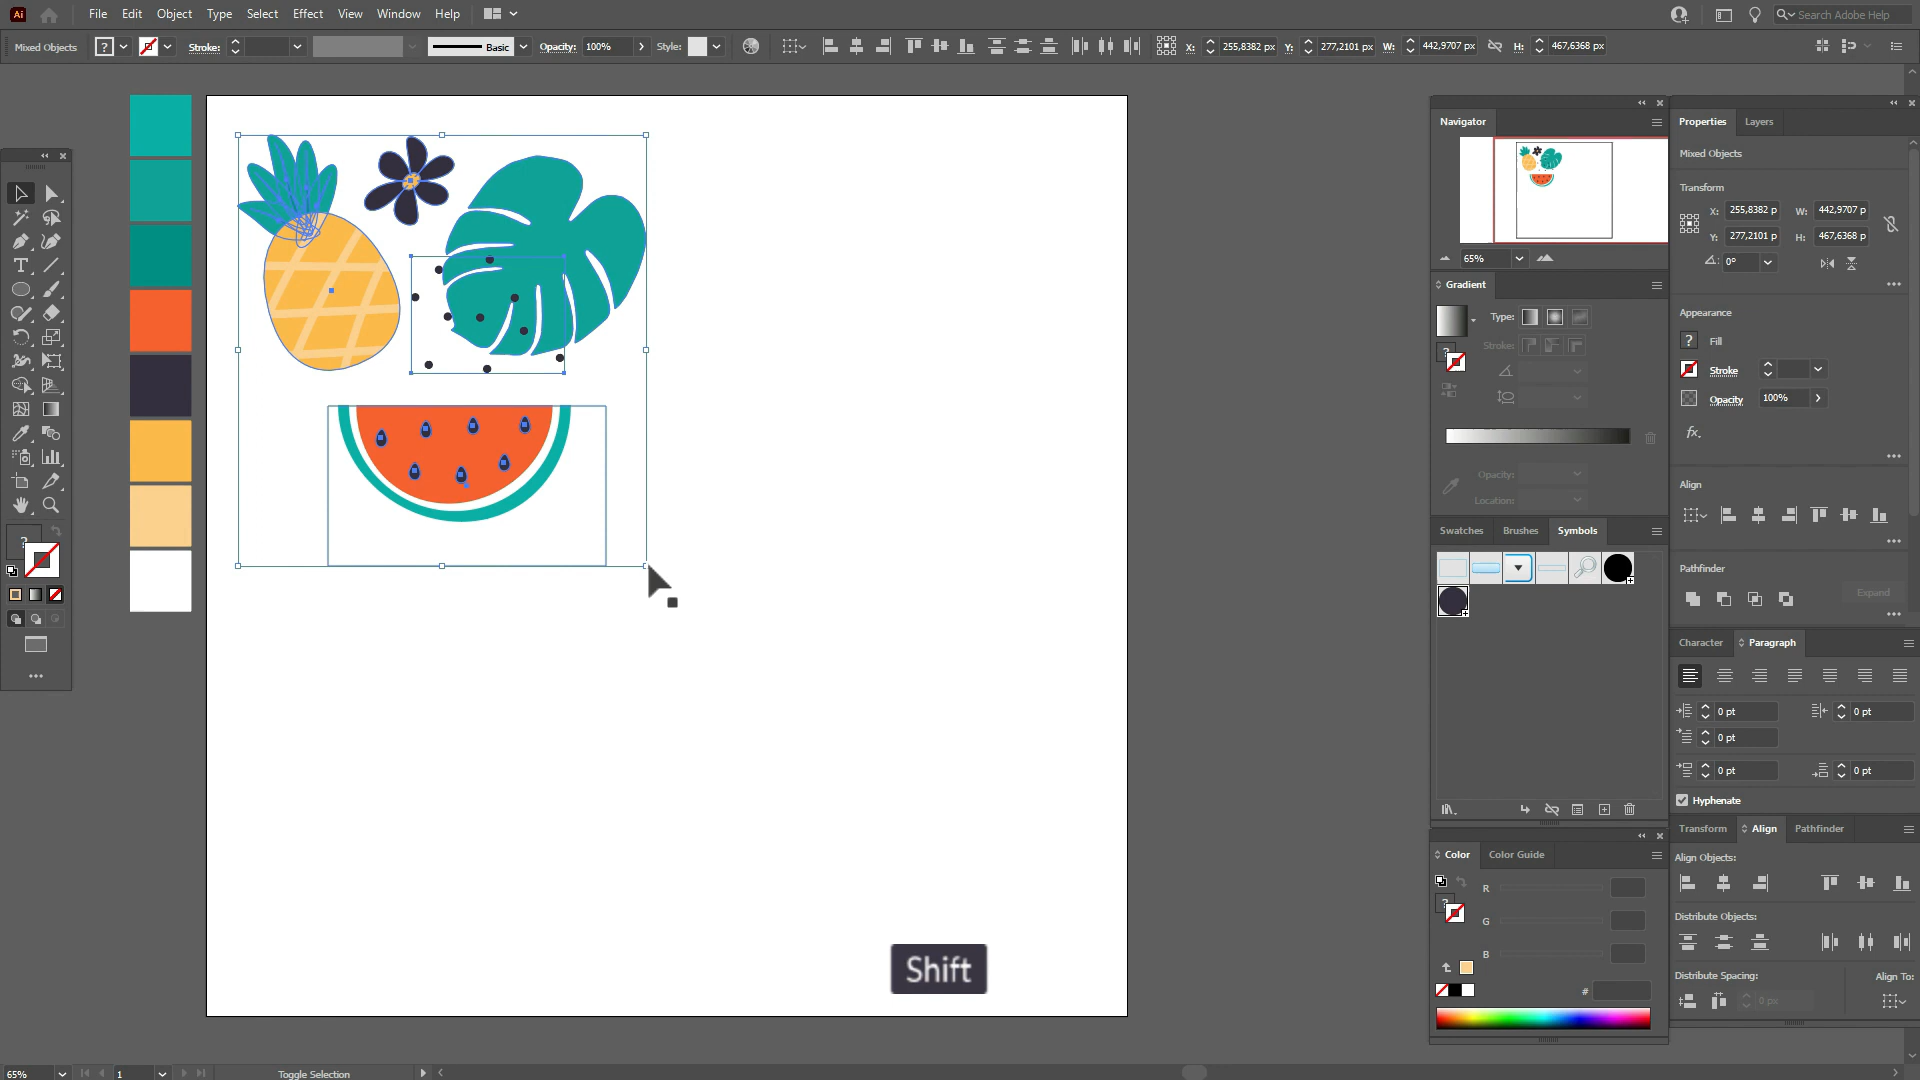 Ai File Edit Object Type Select Effect View Window Help Search Adobe Help
Mixed Objects ? Stroke: Basic Opacity: 100% Style: X: 255,8382 px Y: 277,2101 px W: 442,9707 px H: 467,6368 px
Navigator
65%
Gradient
Type:
Stroke:
Opacity:
Location:
Swatches Brushes Symbols
Color Color Guide
R
G
B
#
Properties Layers
Mixed Objects
Transform
X: 255,8382 p W: 442,9707 p
Y: 277,2101 p H: 467,6368 p
0°
Appearance
? Fill
Stroke
Opacity 100%
fx.
Align
Pathfinder
Expand
Character Paragraph
0 pt 0 pt
0 pt
0 pt 0 pt
Hyphenate
Transform Align Pathfinder
Align Objects:
Distribute Objects:
Distribute Spacing: Align To:
0 px
Shift
65% 1 Toggle Selection